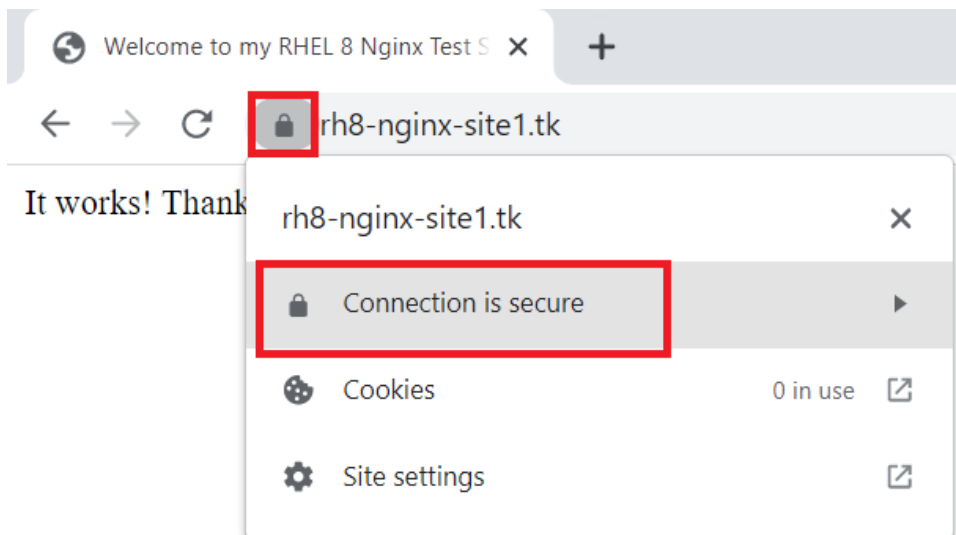 Welcome to my RHEL 8 Nginx Test S
rh8-nginx-site1.tk
It works! Thank
rh8-nginx-site1.tk
Connection is secure
Cookies 0 in use
Site settings